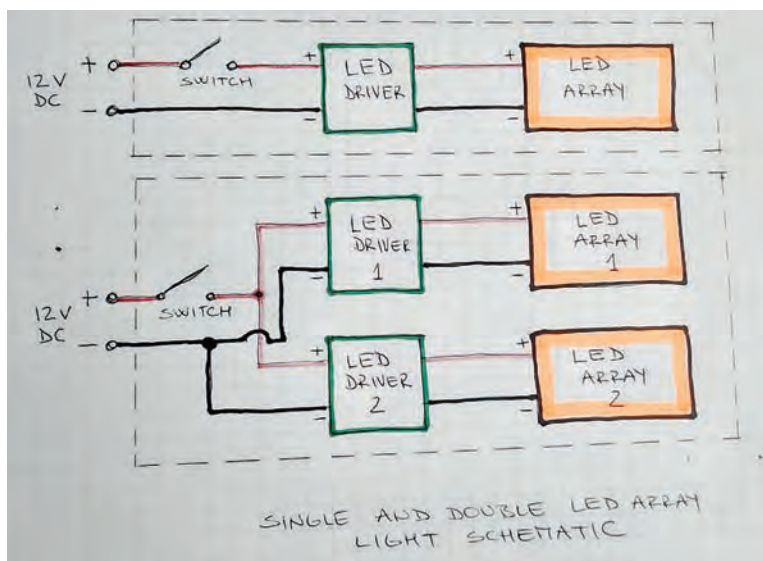 12V
DC
+
−
SWITCH
+
−
LED
DRIVER
+
−
LED
ARRAY
12V
DC
+
−
SWITCH
+
−
LED
DRIVER
1
+
−
LED
ARRAY
1
+
−
LED
DRIVER
2
+
−
LED
ARRAY
2
SINGLE AND DOUBLE LED ARRAY
LIGHT SCHEMATIC